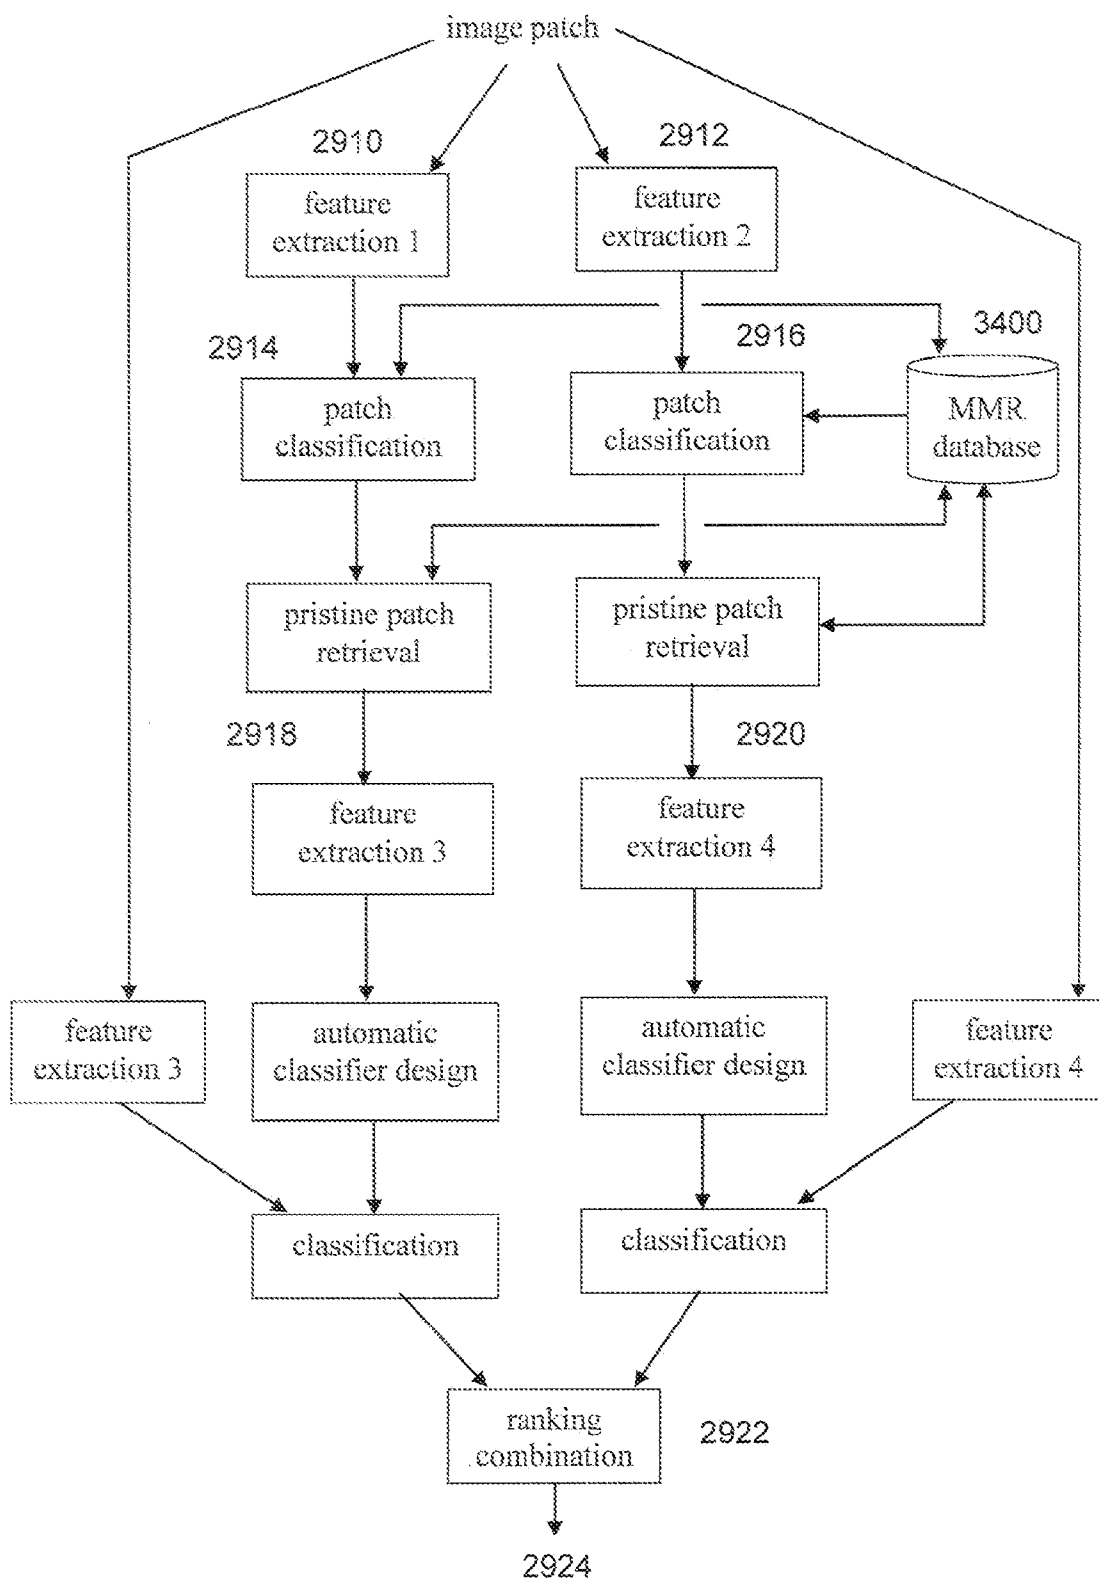 image patch
2910
2912
feature
extraction 1
feature
extraction 2
2914
2916
3400
patch
classification
patch
classification
MMR
database
pristine patch
retrieval
pristine patch
retrieval
2918
2920
feature
extraction 3
feature
extraction 4
feature
extraction 3
automatic
classifier design
automatic
classifier design
feature
extraction 4
classification
classification
ranking
combination
2922
2924